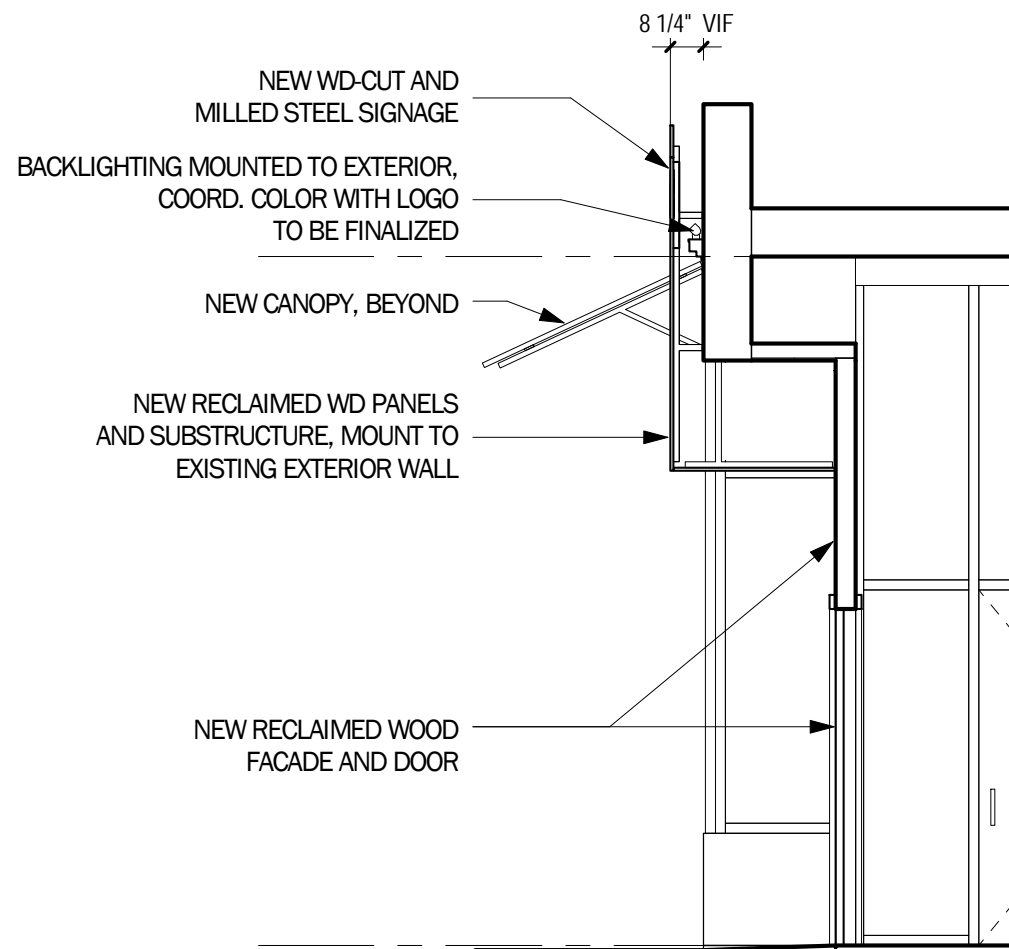 8 1/4" VIF
NEW WD-CUT AND
MILLED STEEL SIGNAGE
BACKLIGHTING MOUNTED TO EXTERIOR,
COORD. COLOR WITH LOGO
TO BE FINALIZED
NEW CANOPY, BEYOND
NEW RECLAIMED WD PANELS
AND SUBSTRUCTURE, MOUNT TO
EXISTING EXTERIOR WALL
NEW RECLAIMED WOOD
FACADE AND DOOR